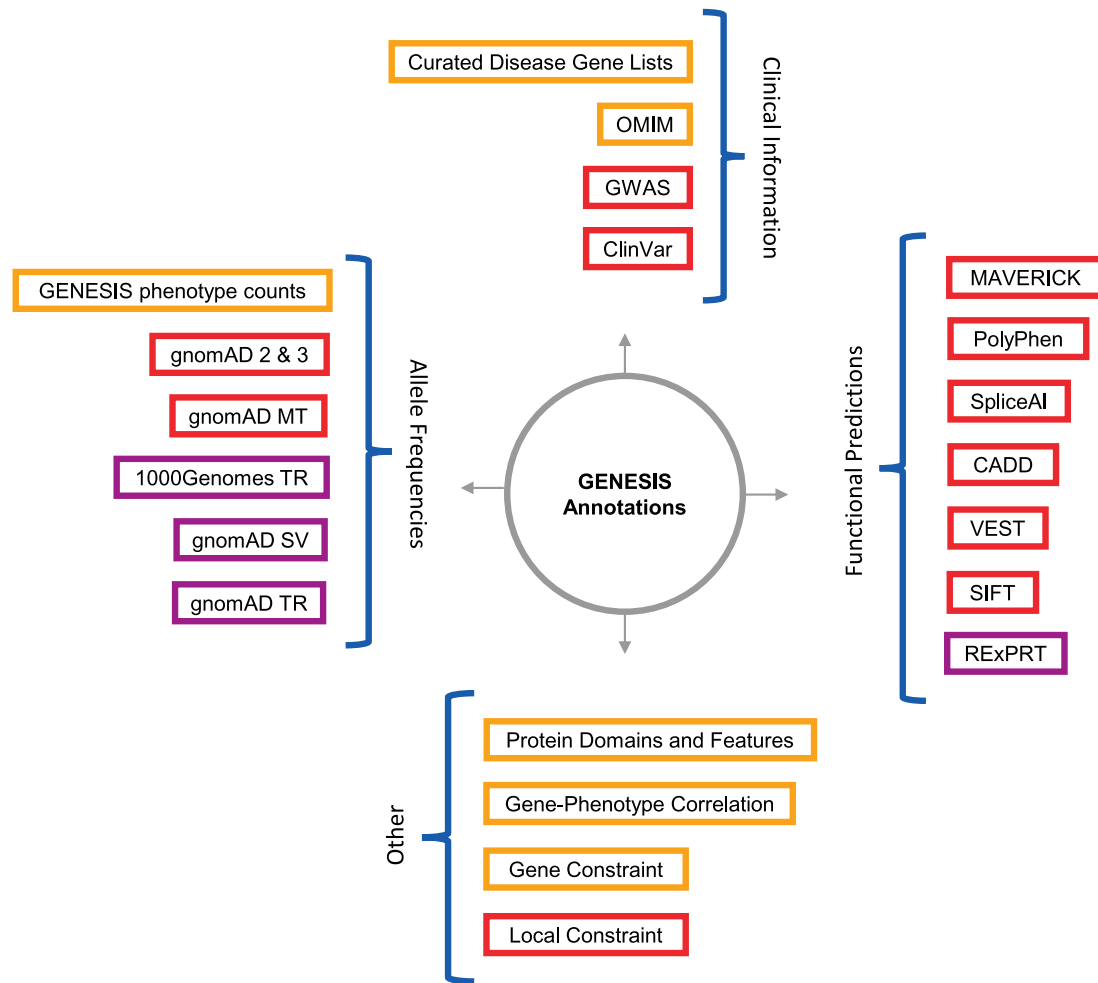 Curated Disease Gene Lists
OMIM
GWAS
ClinVar
Clinical Information
GENESIS phenotype counts
gnomAD 2 & 3
gnomAD MT
1000Genomes TR
gnomAD SV
gnomAD TR
Allele Frequencies
GENESIS
Annotations
Functional Predictions
MAVERICK
PolyPhen
SpliceAI
CADD
VEST
SIFT
RExPRT
Other
Protein Domains and Features
Gene-Phenotype Correlation
Gene Constraint
Local Constraint